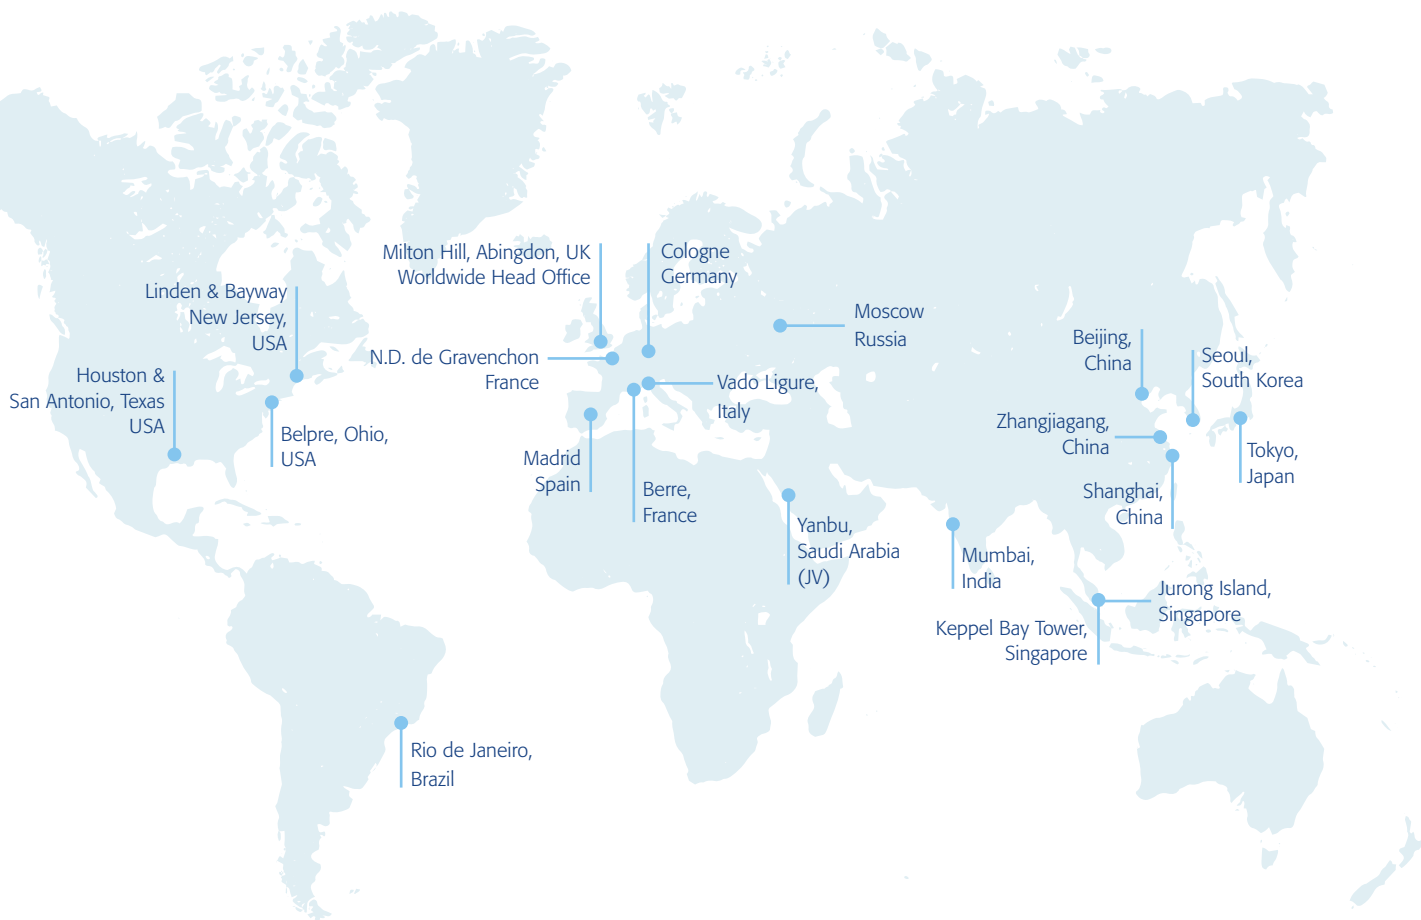 Milton Hill, Abingdon, UK
Worldwide Head Office
Cologne
Germany
Linden & Bayway
New Jersey,
USA
Moscow
Russia
N.D. de Gravenchon
France
Houston &
San Antonio, Texas
USA
Vado Ligure,
Italy
Beijing,
China
Seoul,
South Korea
Belpre, Ohio,
USA
Zhangjiagang,
China
Madrid
Spain
Tokyo,
Japan
Berre,
France
Shanghai,
China
Yanbu,
Saudi Arabia
(JV)
Mumbai,
India
Jurong Island,
Singapore
Keppel Bay Tower,
Singapore
Rio de Janeiro,
Brazil